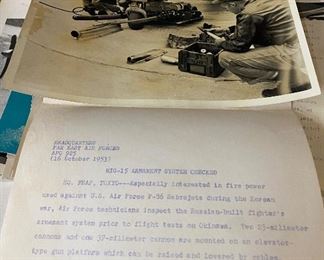 HEADQUARTERS
FAR EAST AIR FORCES
APO 925
(16 October 1953)
MIG-15 ARMAMENT SYSTEM CHECKED
HQ. FEAF, TOKYO---Especially interested in fire power
used against U.S. Air Force F-86 Sabrejets during the Korean
war, Air Force technicians inspect the Russian-built fighter's
armament system prior to flight tests on Okinawa. Two 23-millimeter
cannons and one 37-millimeter cannon are mounted on an elevator-
type gun platform which can be raised and lowered by cables